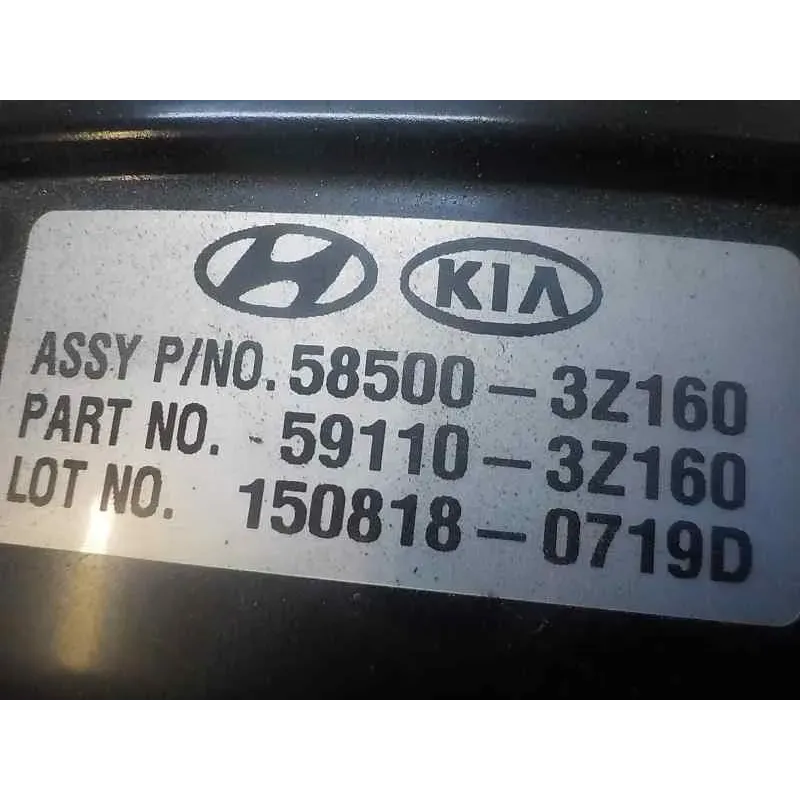 KIA
ASSY P/NO. 58500-3Z160
PART NO. 59110-3Z160
LOT NO. 150818-0719D